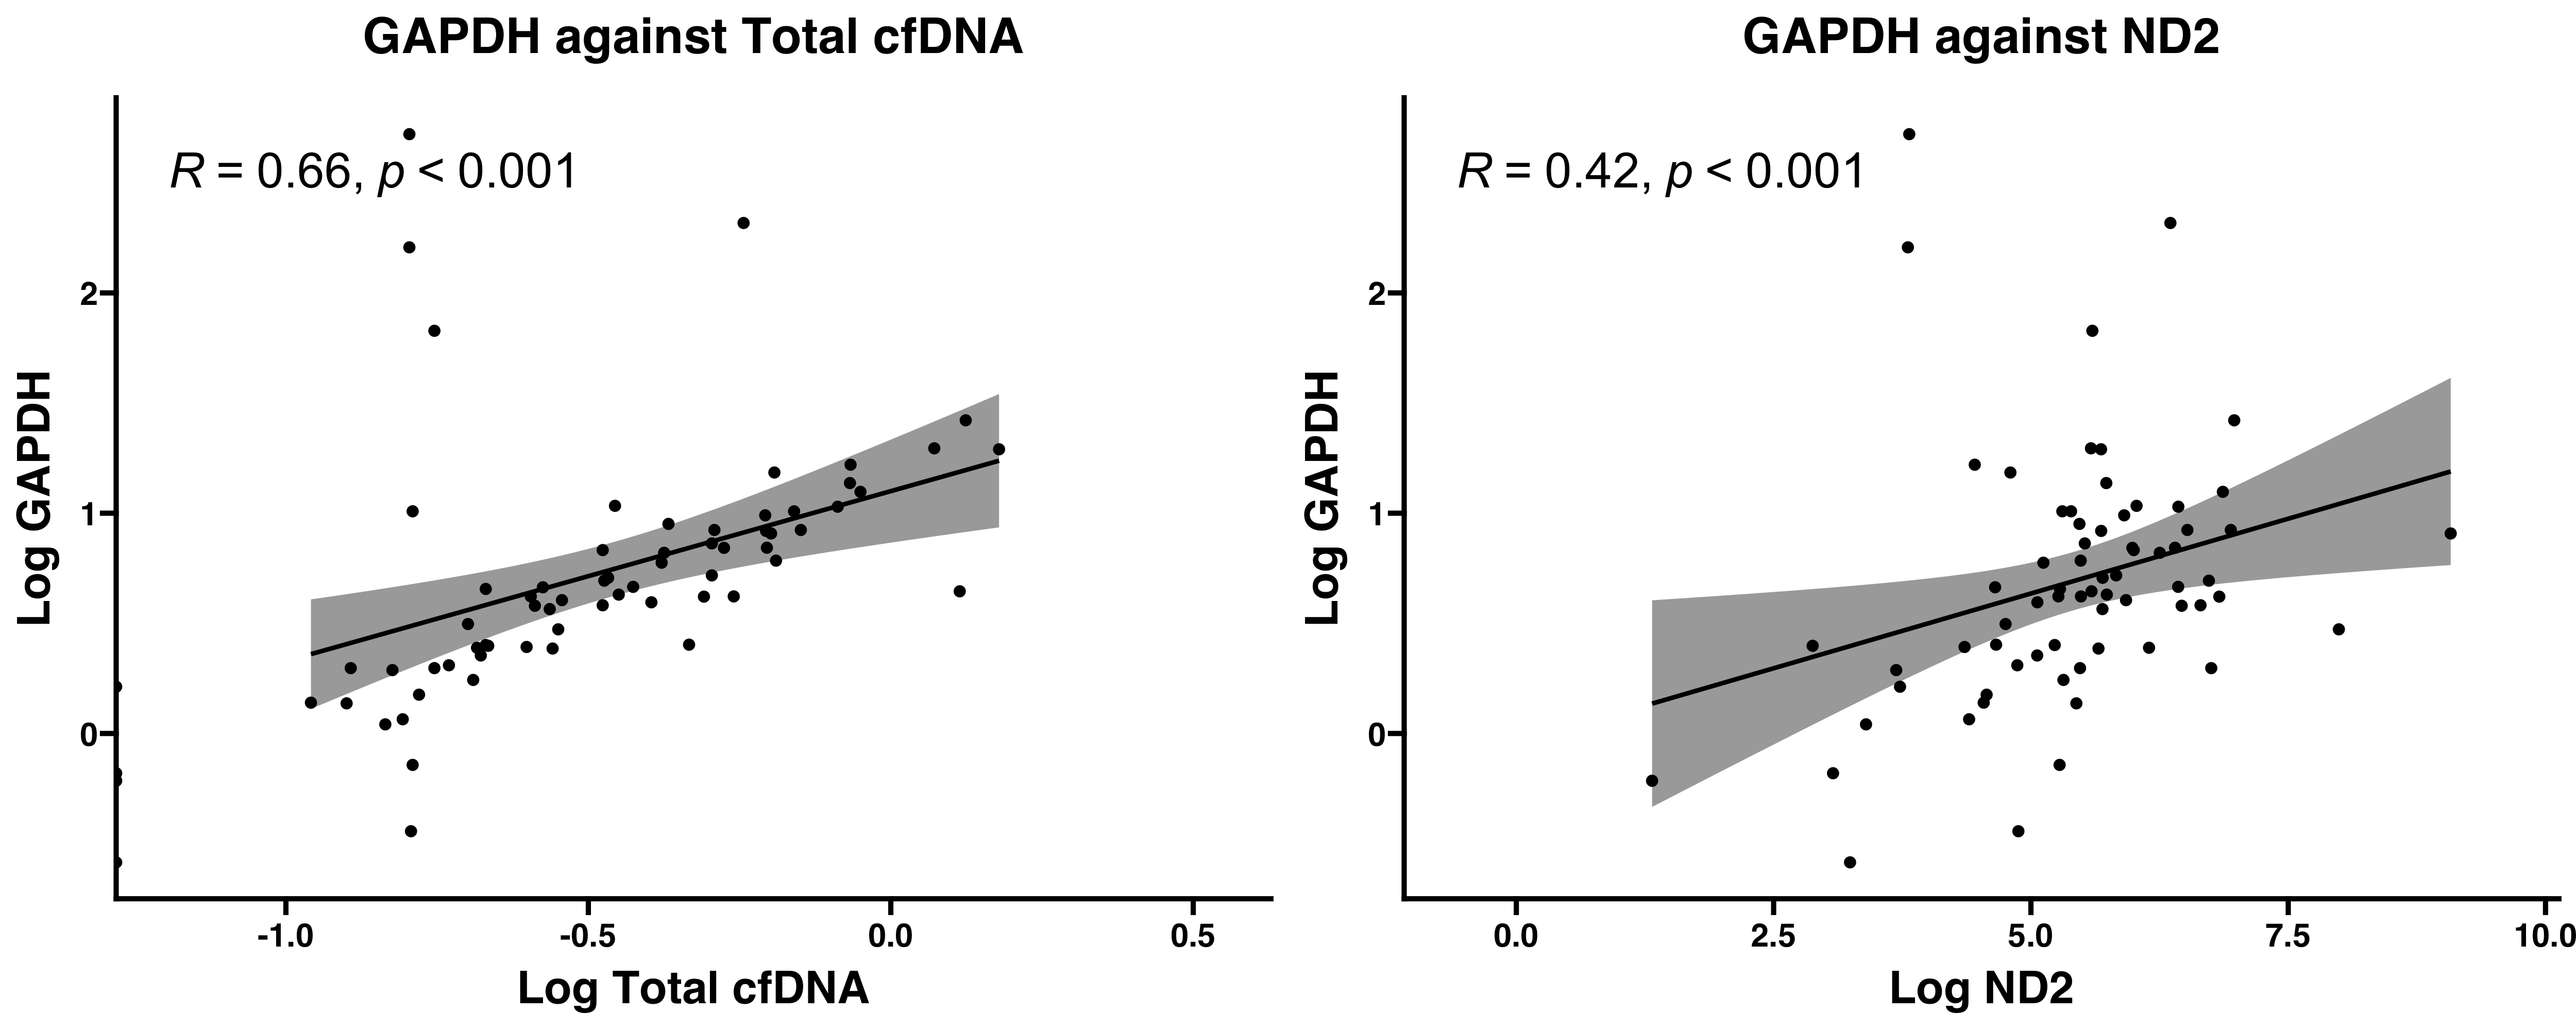 GAPDH against Total cfDNA
R = 0.66, p < 0.001
Log GAPDH
2
1
0
-1.0 -0.5 0.0 0.5
Log Total cfDNA
GAPDH against ND2
R = 0.42, p < 0.001
Log GAPDH
2
1
0
0.0 2.5 5.0 7.5 10.0
Log ND2